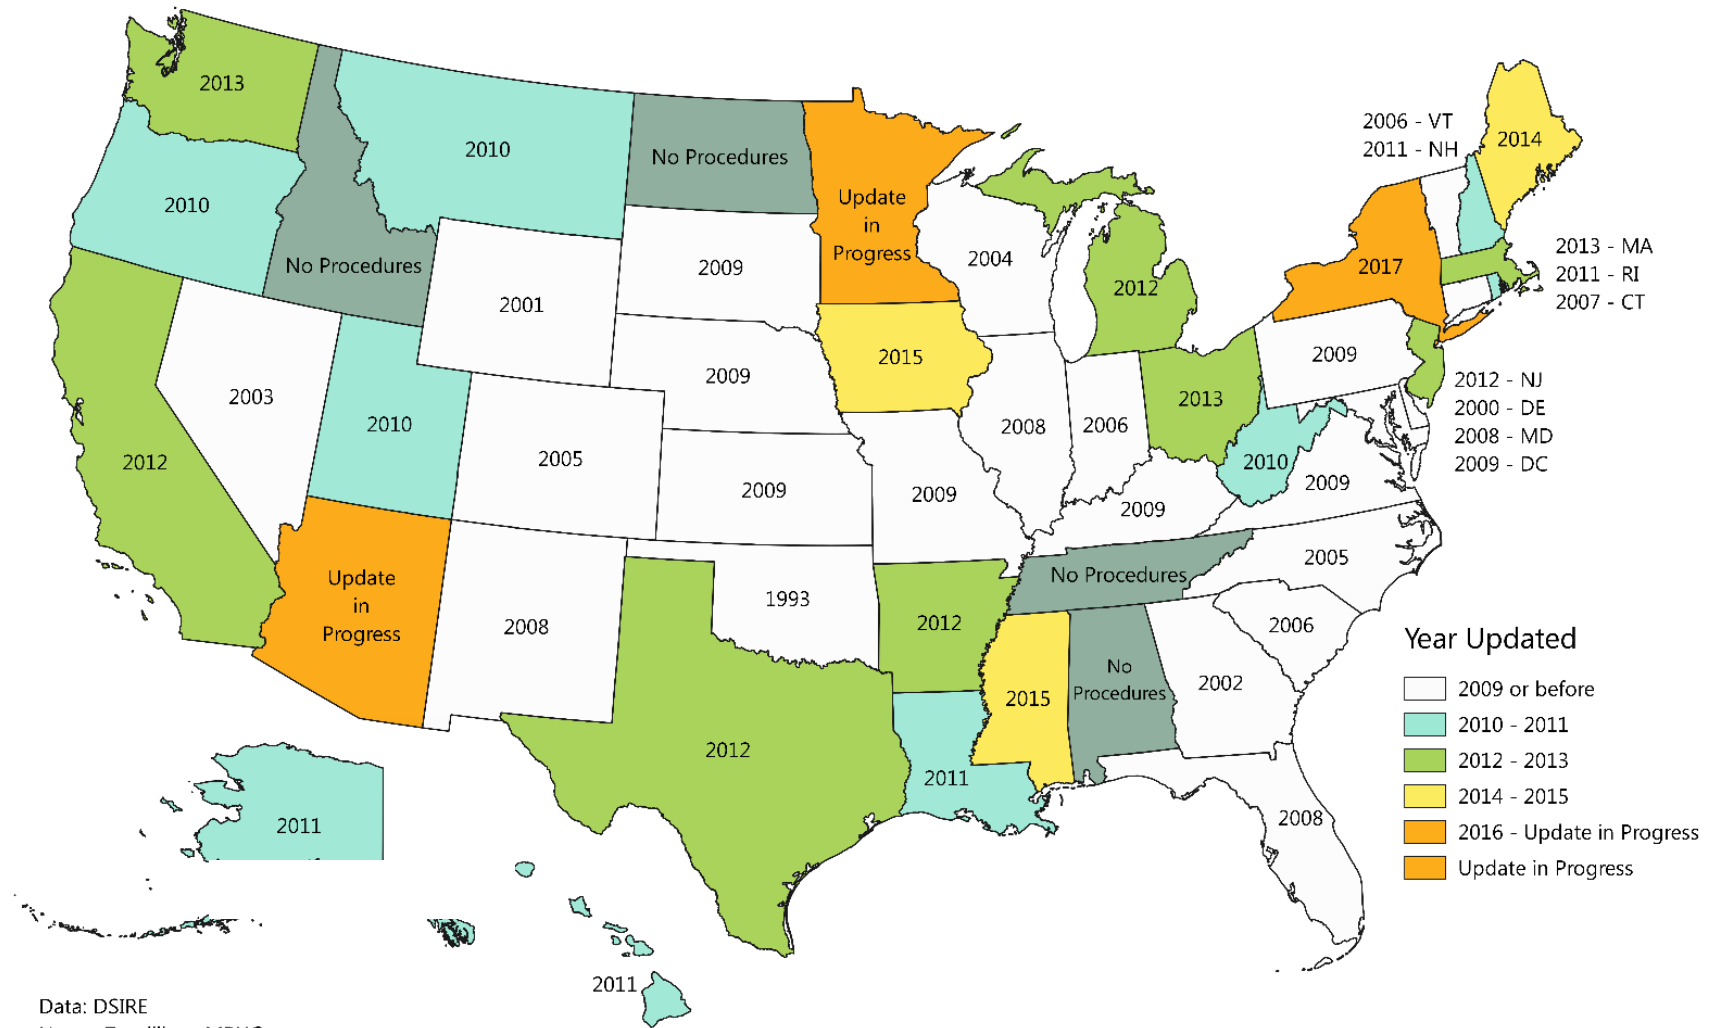 2013
2010
No Procedures
2006 - VT
2011 - NH
2014
2010
Update
in
Progress
No Procedures
2009
2004
2012
2017
2013 - MA
2011 - RI
2007 - CT
2001
2015
2009
2009
2003
2010
2005
2008
2006
2013
2012 - NJ
2000 - DE
2008 - MD
2009 - DC
2012
2009
2009
2009
2010
2009
Update
in
Progress
2008
1993
2012
No Procedures
2005
2006
2015
No
Procedures
2002
2012
2011
2008
2011
2011
Year Updated
2009 or before
2010 - 2011
2012 - 2013
2014 - 2015
2016 - Update in Progress
Update in Progress
Data: DSIRE